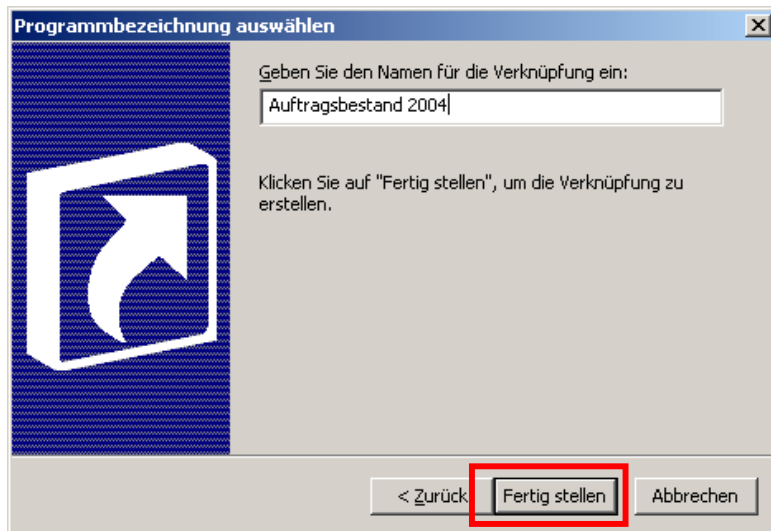 Programmbezeichnung auswählen
Geben Sie den Namen für die Verknüpfung ein:
Auftragsbestand 2004
Klicken Sie auf "Fertig stellen", um die Verknüpfung zu
erstellen.
< Zurück Fertig stellen Abbrechen